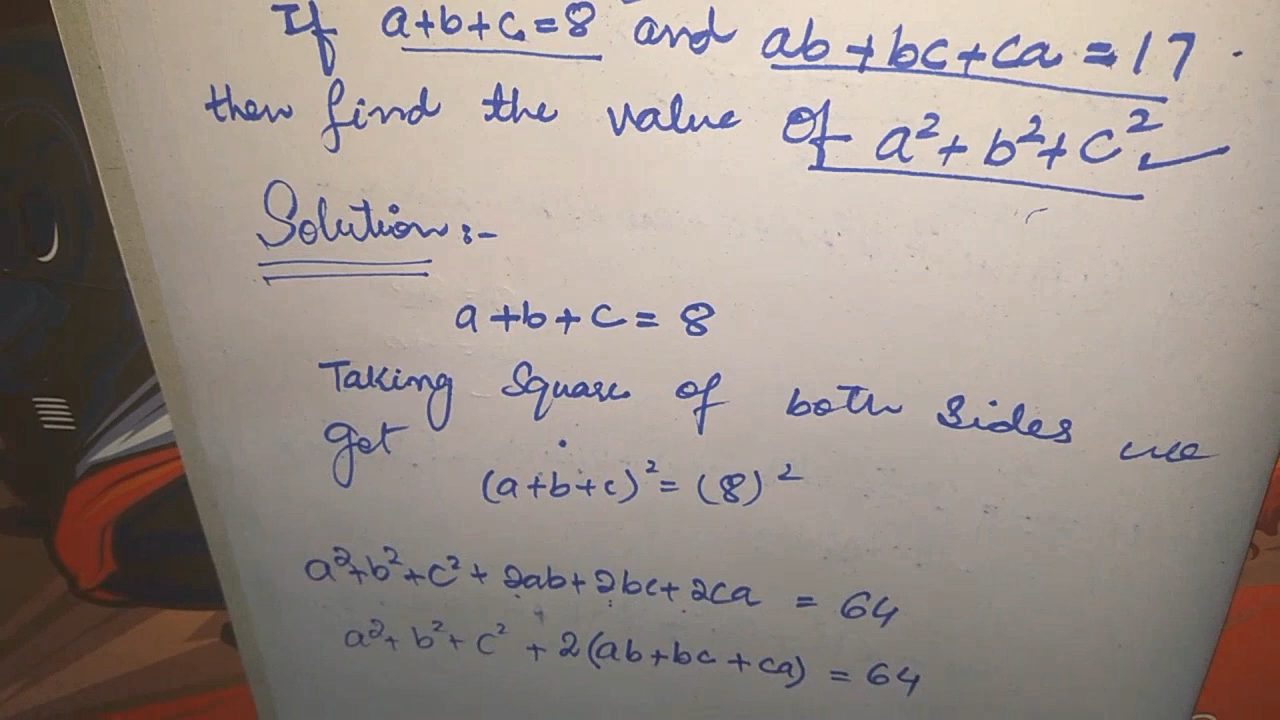 If a+b+c=8 and ab+bc+ca=17.
then find the value of a²+b²+c²
Solution:-
a+b+c=8
Taking Square of both sides we
get
(a+b+c)²=(8)²
a²+b²+c²+2ab+2bc+2ca = 64
a²+b²+c²+2(ab+bc+ca) = 64